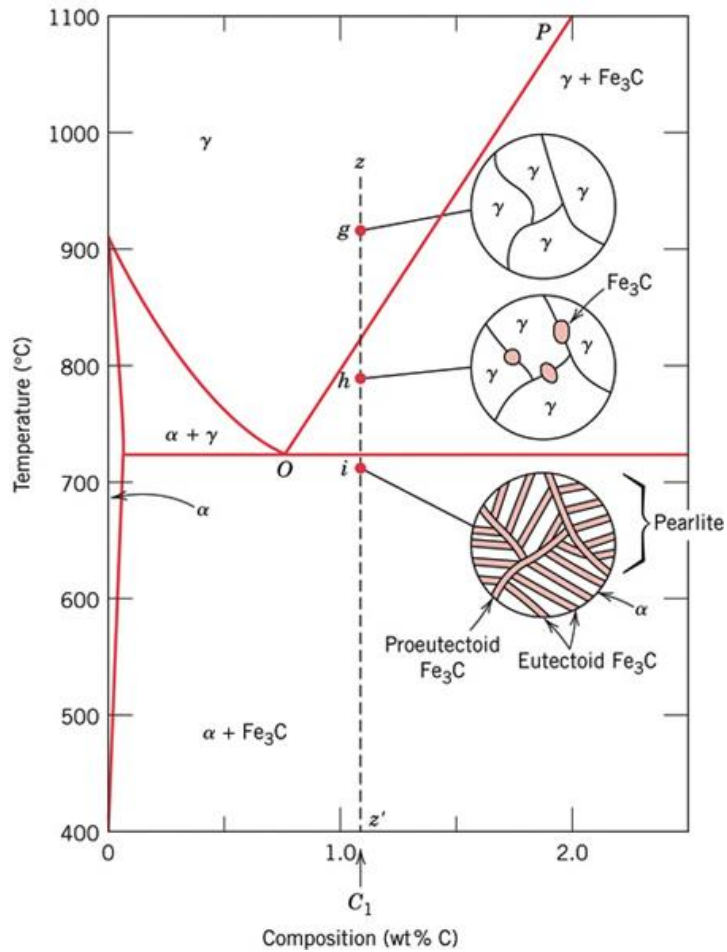 1100
P
γ + Fe₃C
1000
γ
z
γ
γ
γ
g
γ
900
Fe₃C
γ
800
γ
h
γ
γ
Temperature (°C)
α + γ
O
i
700
α
Pearlite
600
α
Proeutectoid
Fe₃C
Eutectoid Fe₃C
500
α + Fe₃C
z'
400
0
1.0
2.0
C₁
Composition (wt% C)